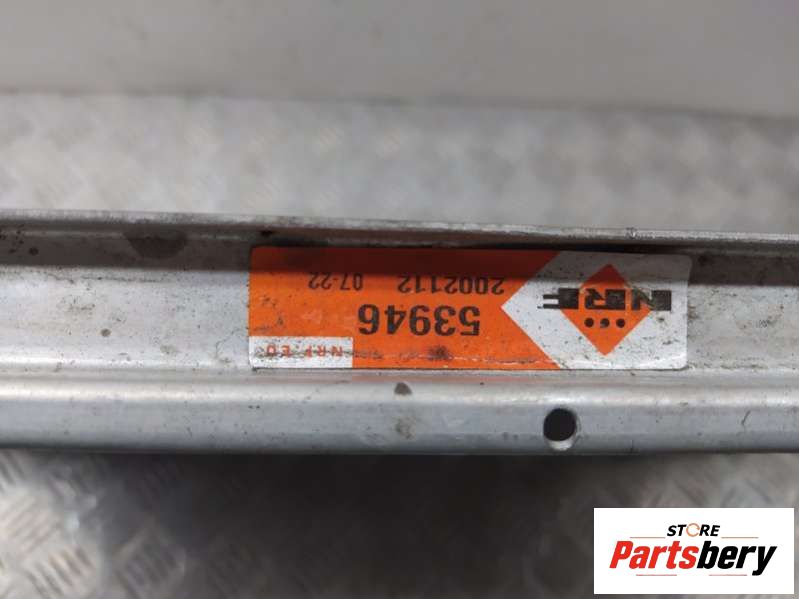 NRF
2002112 07-22
53946
NRF.EU
STORE
Partsbery